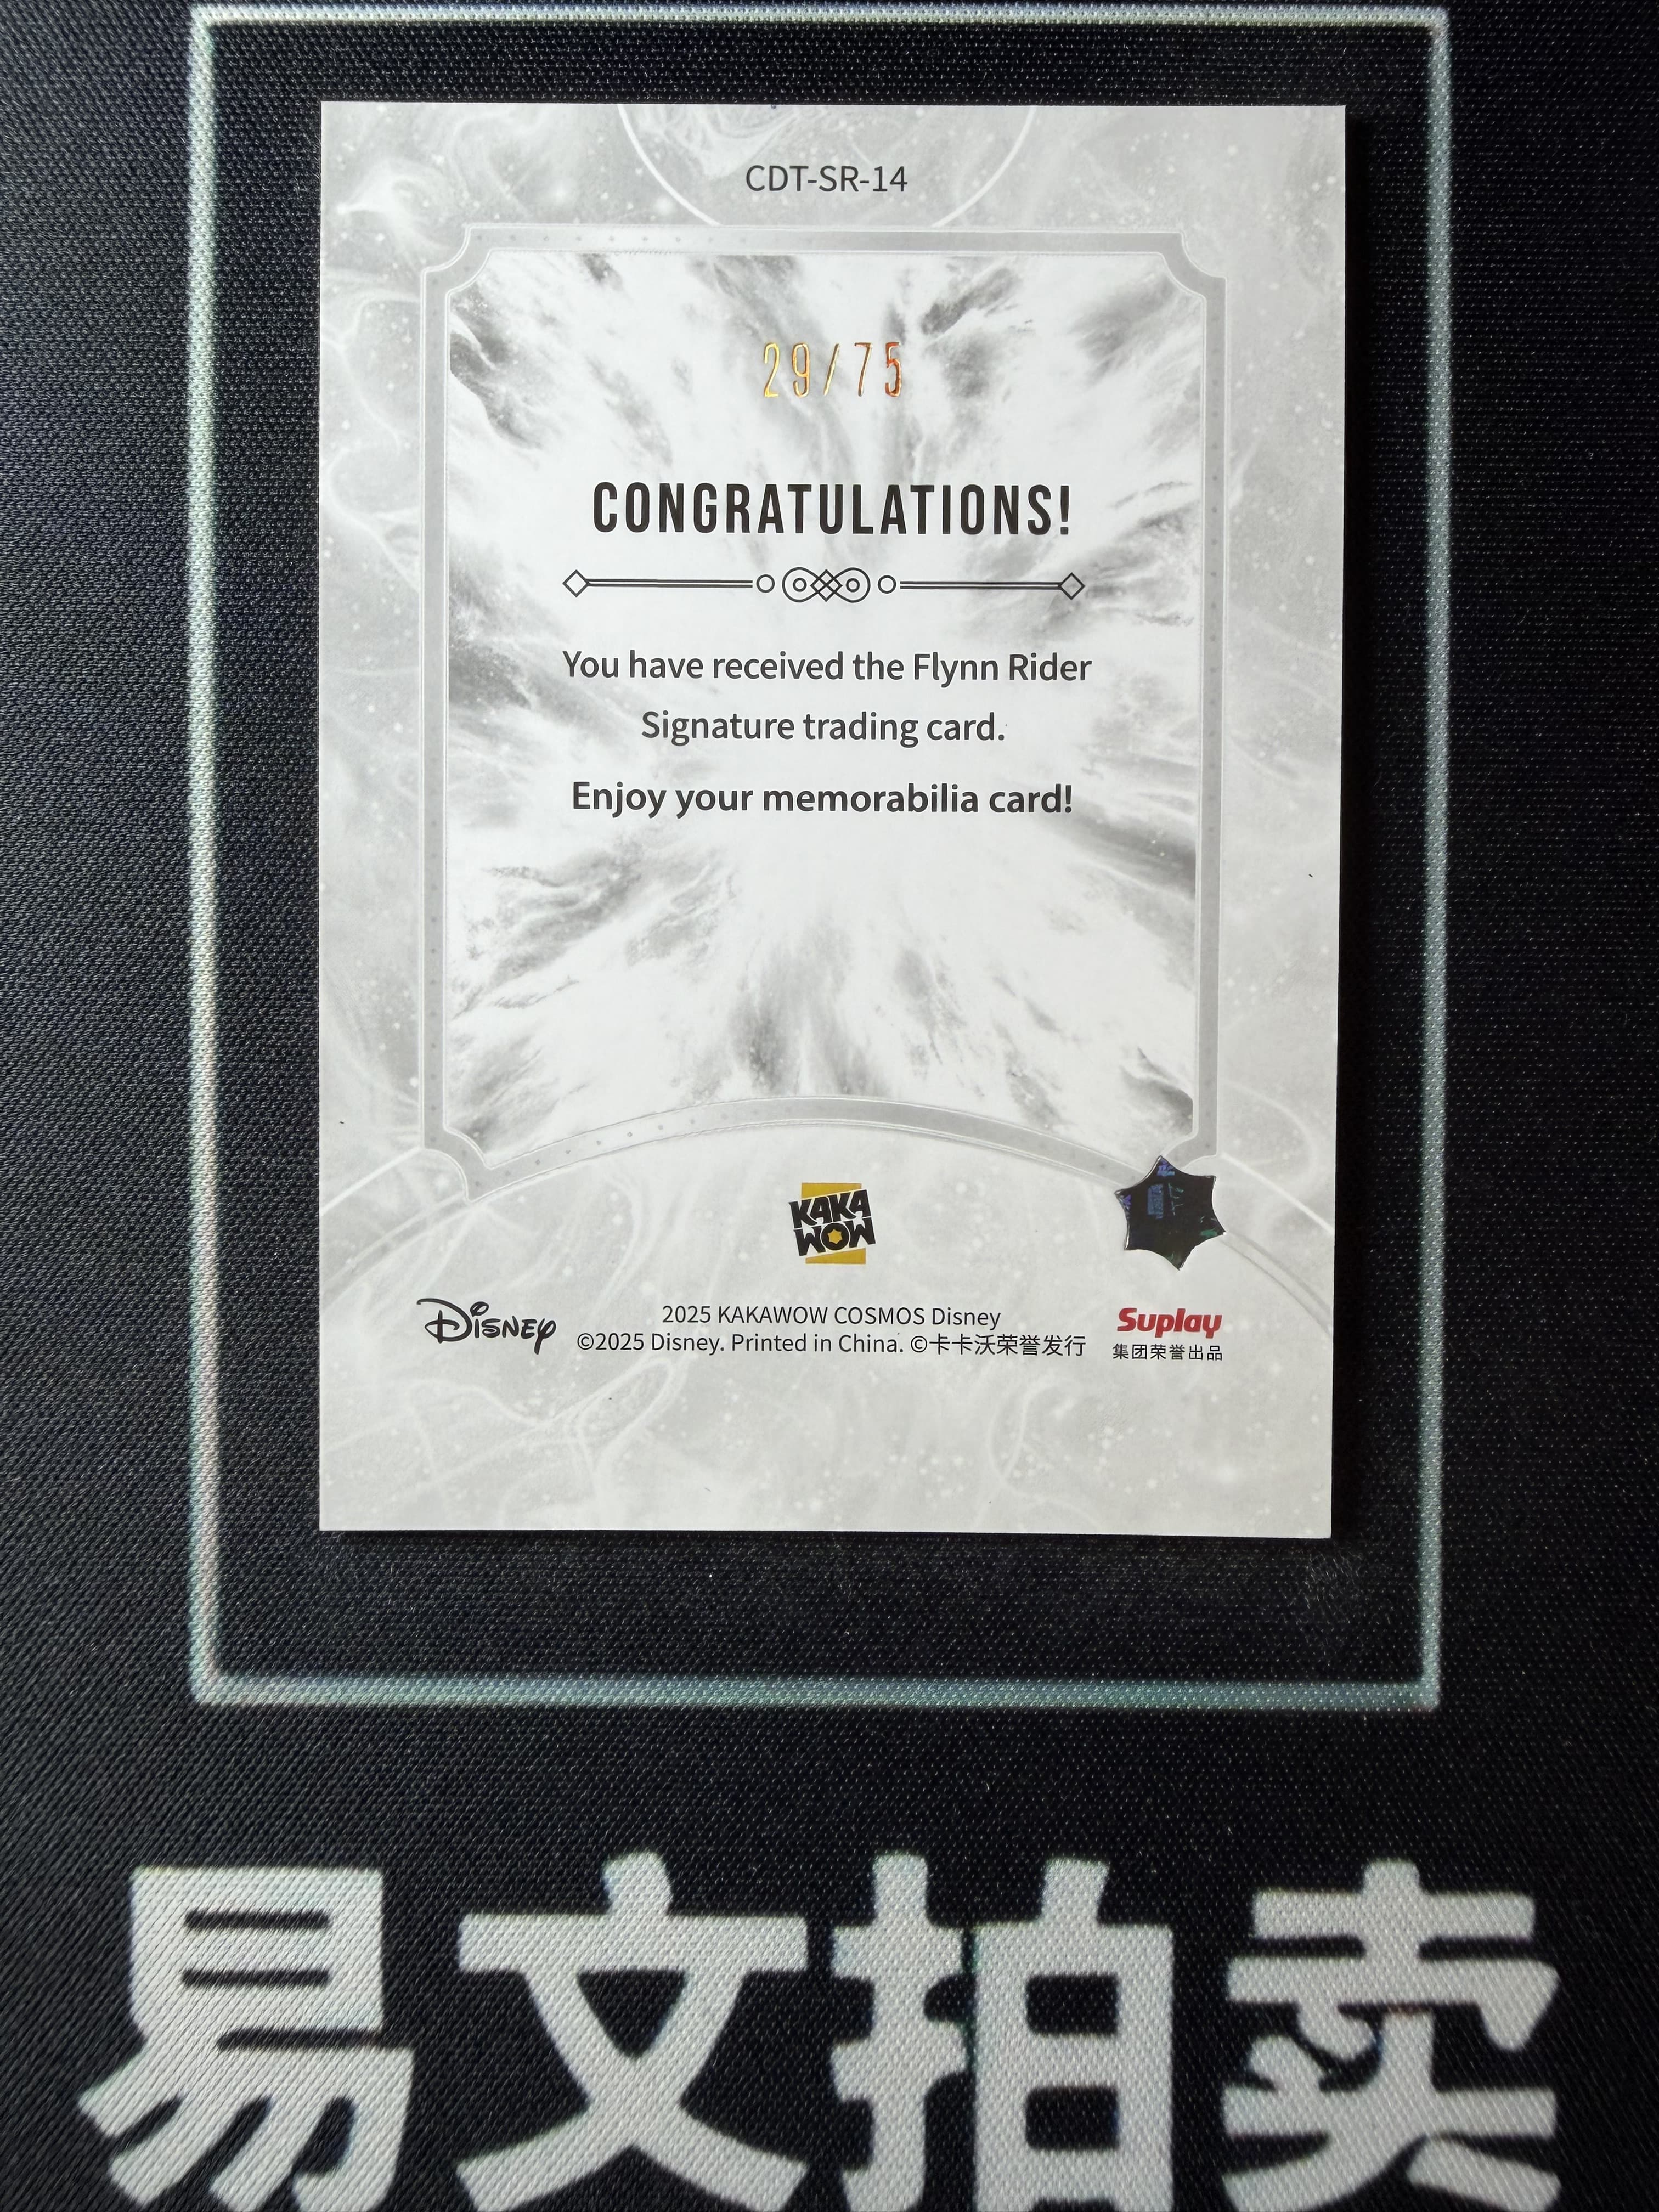 CDT-SR-14
29/75
CONGRATULATIONS!
You have received the Flynn Rider
Signature trading card.
Enjoy your memorabilia card!
KAKA
WOW
Disney
2025 KAKAWOW COSMOS Disney
©2025 Disney. Printed in China. ©卡卡沃荣誉发行
Suplay
集团荣誉出品
易文拍卖